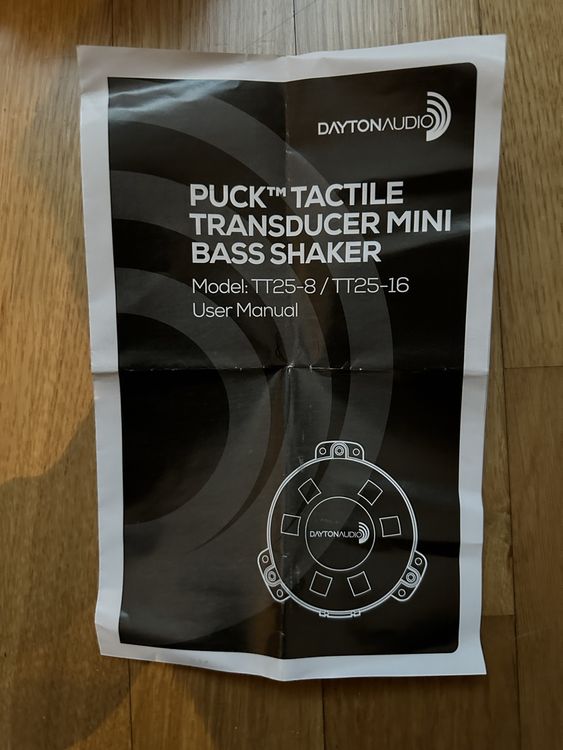 DAYTONAUDIO
PUCK™ TACTILE
TRANSDUCER MINI
BASS SHAKER
Model: TT25-8 / TT25-16
User Manual
DAYTONAUDIO